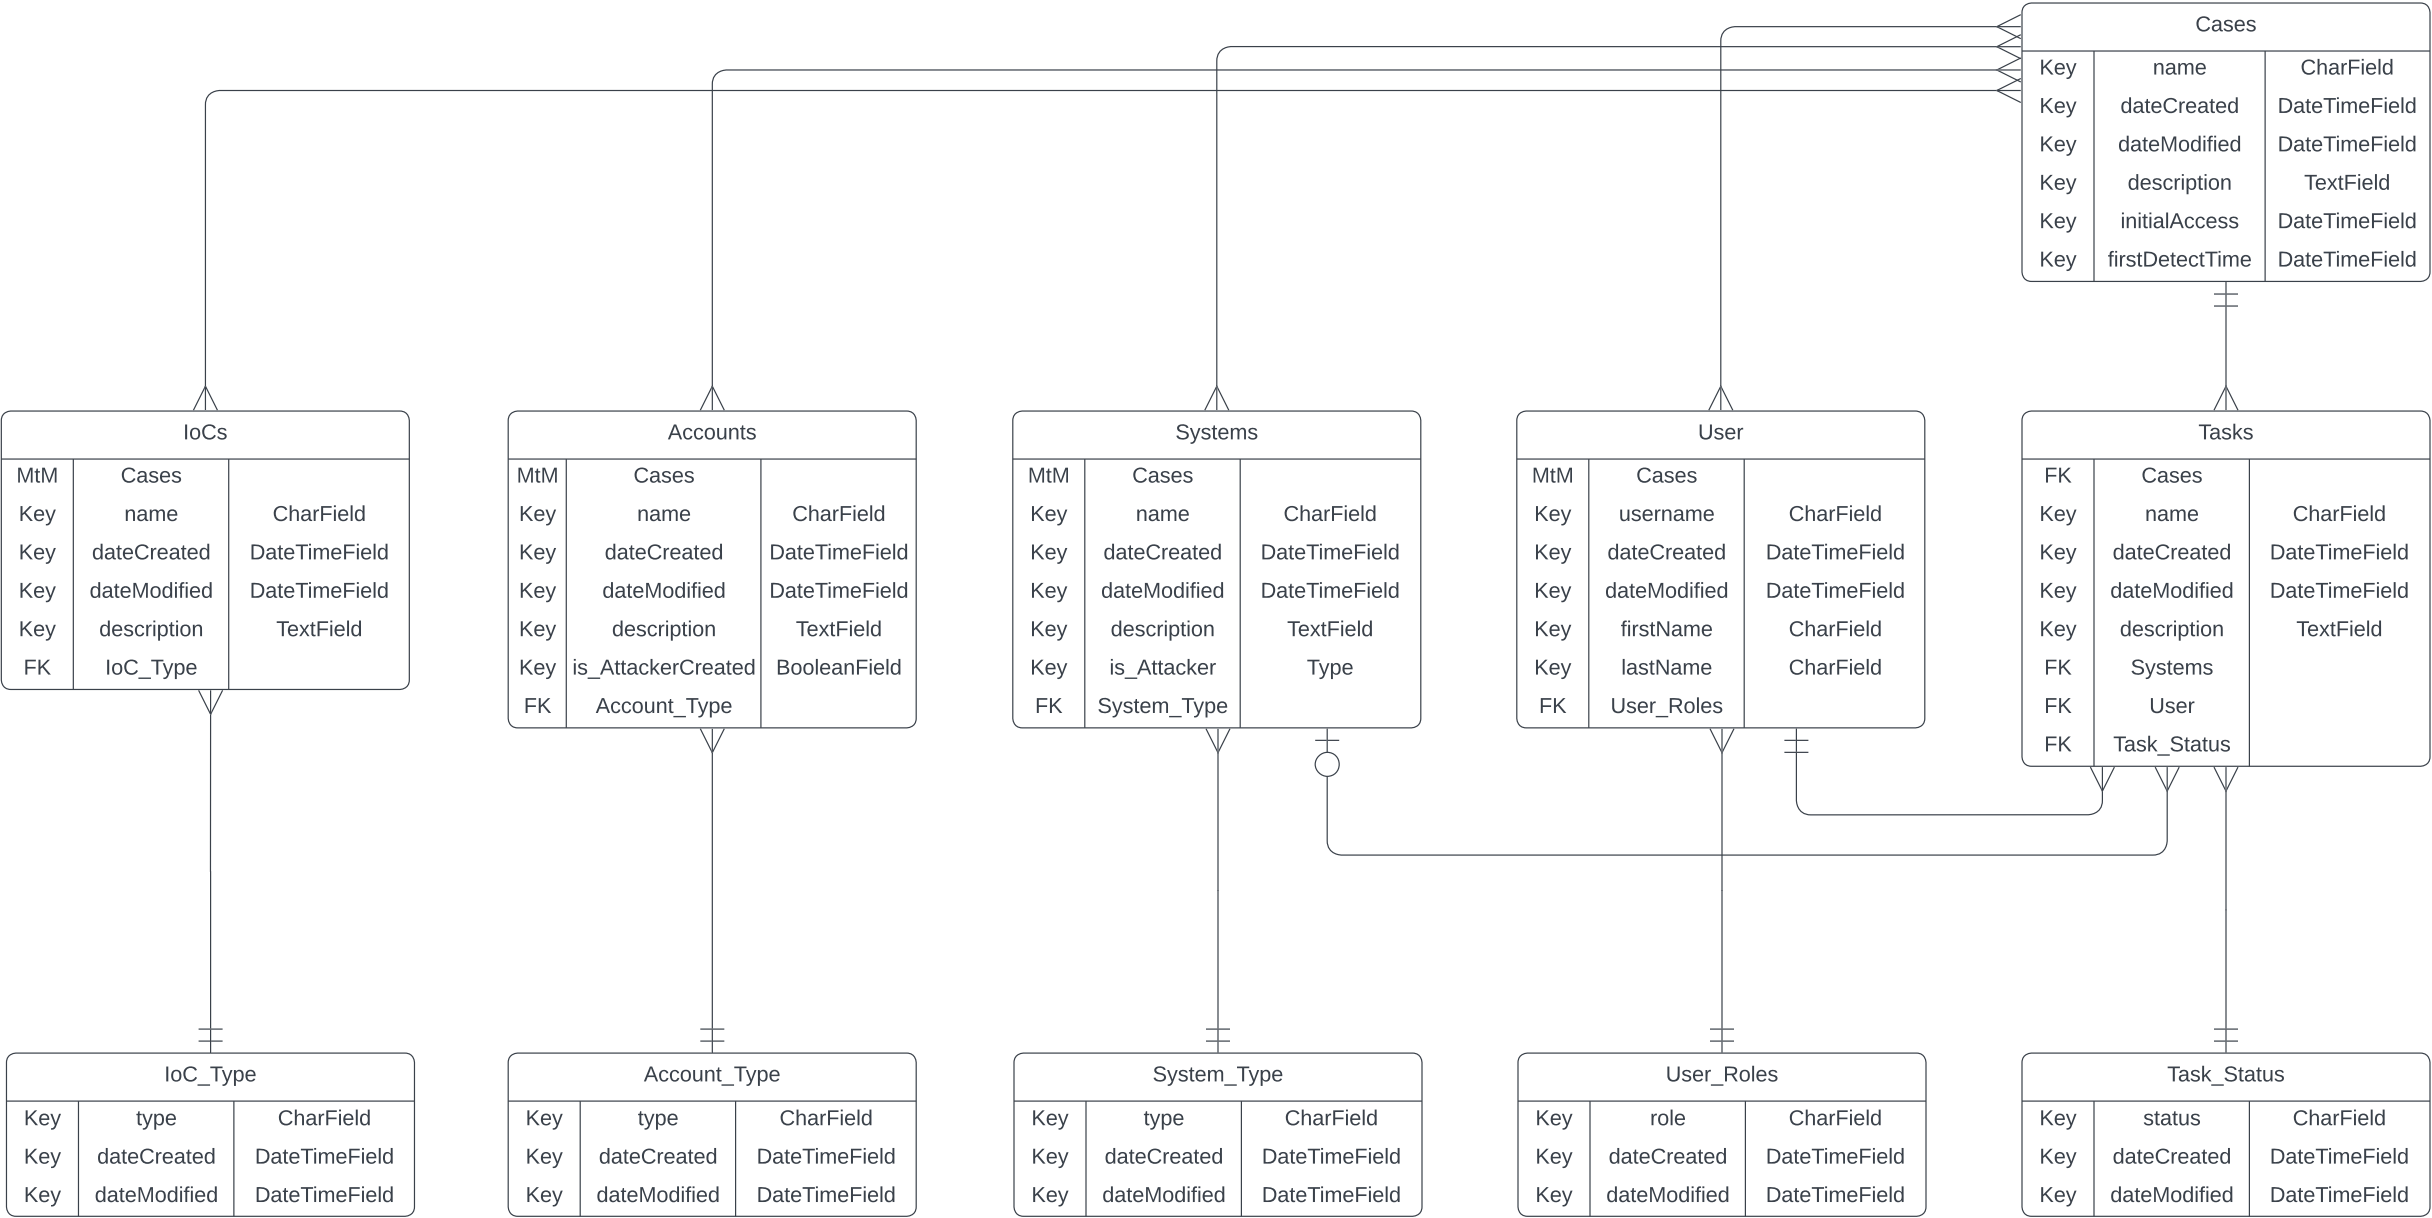 Cases
Key name CharField
Key dateCreated DateTimeField
Key dateModified DateTimeField
Key description TextField
Key initialAccess DateTimeField
Key firstDetectTime DateTimeField
IoCs
MtM Cases
Key name CharField
Key dateCreated DateTimeField
Key dateModified DateTimeField
Key description TextField
FK IoC_Type
Accounts
MtM Cases
Key name CharField
Key dateCreated DateTimeField
Key dateModified DateTimeField
Key description TextField
Key is_AttackerCreated BooleanField
FK Account_Type
Systems
MtM Cases
Key name CharField
Key dateCreated DateTimeField
Key dateModified DateTimeField
Key description TextField
Key is_Attacker Type
FK System_Type
User
MtM Cases
Key username CharField
Key dateCreated DateTimeField
Key dateModified DateTimeField
Key firstName CharField
Key lastName CharField
FK User_Roles
Tasks
FK Cases
Key name CharField
Key dateCreated DateTimeField
Key dateModified DateTimeField
Key description TextField
FK Systems
FK User
FK Task_Status
IoC_Type
Key type CharField
Key dateCreated DateTimeField
Key dateModified DateTimeField
Account_Type
Key type CharField
Key dateCreated DateTimeField
Key dateModified DateTimeField
System_Type
Key type CharField
Key dateCreated DateTimeField
Key dateModified DateTimeField
User_Roles
Key role CharField
Key dateCreated DateTimeField
Key dateModified DateTimeField
Task_Status
Key status CharField
Key dateCreated DateTimeField
Key dateModified DateTimeField